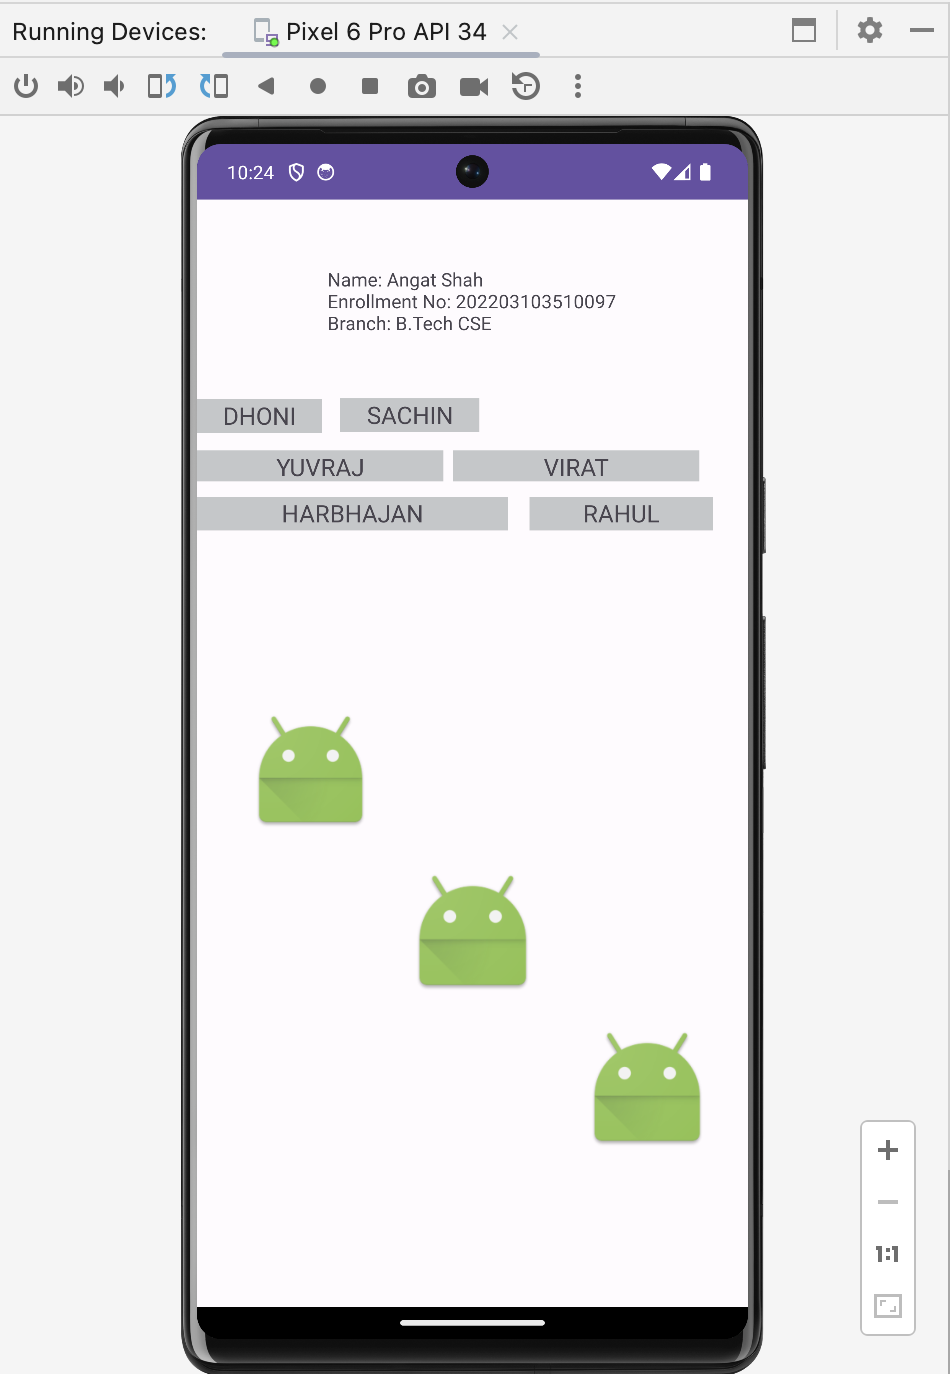 Running Devices: Pixel 6 Pro API 34
10:24
Name: Angat Shah
Enrollment No: 202203103510097
Branch: B.Tech CSE
DHONI SACHIN
YUVRAJ VIRAT
HARBHAJAN RAHUL
1:1